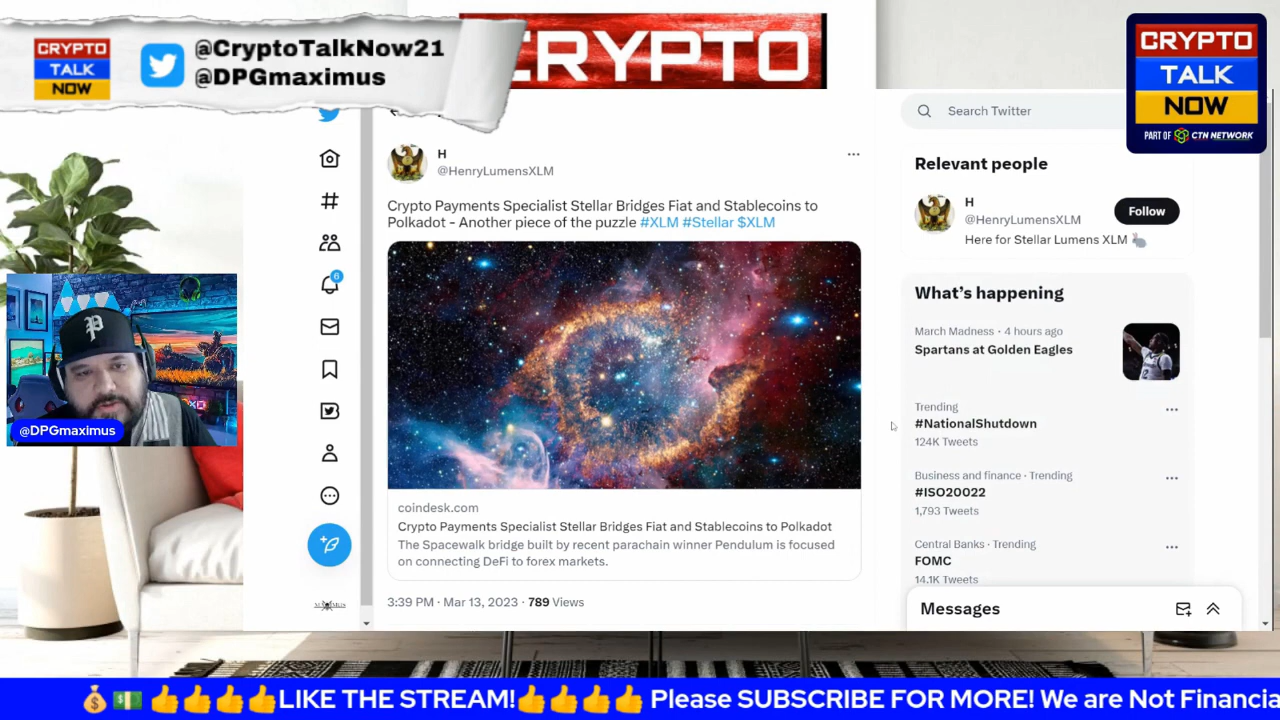 CRYPTO
TALK
NOW
@CryptoTalkNow21
@DPGmaximus
CRYPTO
CRYPTO
TALK
NOW
PART OF CTN NETWORK
Search Twitter
H
@HenryLumensXLM
Crypto Payments Specialist Stellar Bridges Fiat and Stablecoins to
Polkadot - Another piece of the puzzle #XLM #Stellar $XLM
coindesk.com
Crypto Payments Specialist Stellar Bridges Fiat and Stablecoins to Polkadot
The Spacewalk bridge built by recent parachain winner Pendulum is focused
on connecting DeFi to forex markets.
3:39 PM · Mar 13, 2023 · 789 Views
6
P
@DPGmaximus
Relevant people
H
@HenryLumensXLM
Follow
Here for Stellar Lumens XLM
What's happening
March Madness · 4 hours ago
Spartans at Golden Eagles
Trending
#NationalShutdown
124K Tweets
Business and finance · Trending
#ISO20022
1,793 Tweets
Central Banks · Trending
FOMC
14.1K Tweets
Messages
LIKE THE STREAM! Please SUBSCRIBE FOR MORE! We are Not Financia